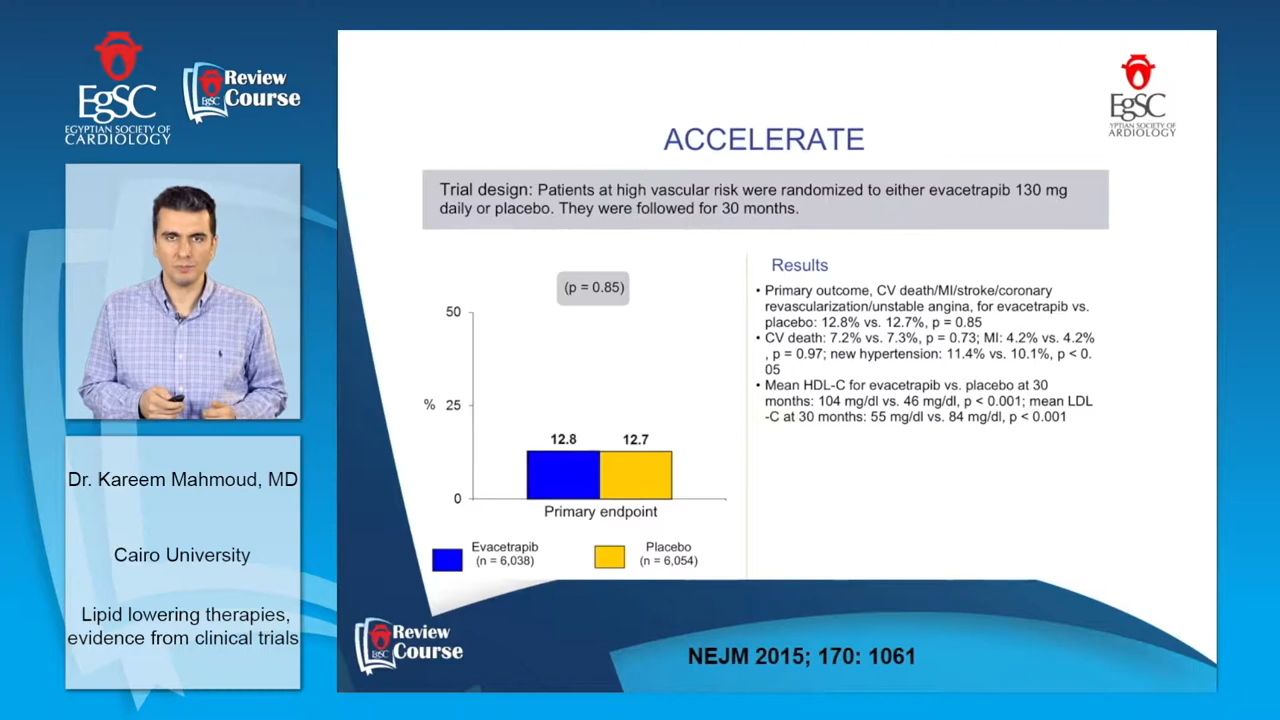 EgSC
EGYPTIAN SOCIETY OF
CARDIOLOGY
Review
EgSC
Course
Dr. Kareem Mahmoud, MD
Cairo University
Lipid lowering therapies,
evidence from clinical trials
EgSC
YPTIAN SOCIETY OF
ARDIOLOGY
ACCELERATE
Trial design: Patients at high vascular risk were randomized to either evacetrapib 130 mg
daily or placebo. They were followed for 30 months.
(p = 0.85)
50
% 25
0
12.8 12.7
Primary endpoint
Evacetrapib
(n = 6,038)
Placebo
(n = 6,054)
Results
• Primary outcome, CV death/MI/stroke/coronary
revascularization/unstable angina, for evacetrapib vs.
placebo: 12.8% vs. 12.7%, p = 0.85
• CV death: 7.2% vs. 7.3%, p = 0.73; MI: 4.2% vs. 4.2%
, p = 0.97; new hypertension: 11.4% vs. 10.1%, p < 0.
05
• Mean HDL-C for evacetrapib vs. placebo at 30
months: 104 mg/dl vs. 46 mg/dl, p < 0.001; mean LDL
-C at 30 months: 55 mg/dl vs. 84 mg/dl, p < 0.001
Review
EgSC
Course
NEJM 2015; 170: 1061